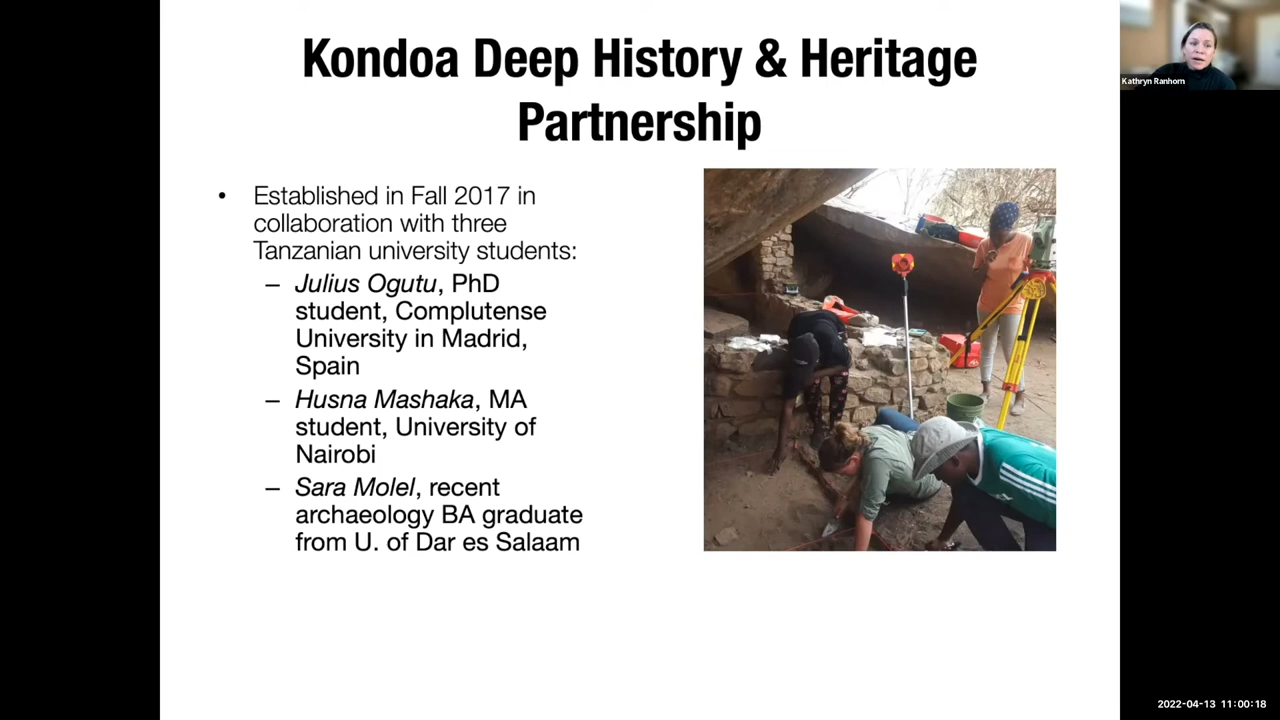 Kondoa Deep History & Heritage
Partnership
• Established in Fall 2017 in
collaboration with three
Tanzanian university students:
– Julius Ogutu, PhD
student, Complutense
University in Madrid,
Spain
– Husna Mashaka, MA
student, University of
Nairobi
– Sara Molel, recent
archaeology BA graduate
from U. of Dar es Salaam
Kathryn Ranhorn
2022-04-13 11:00:18